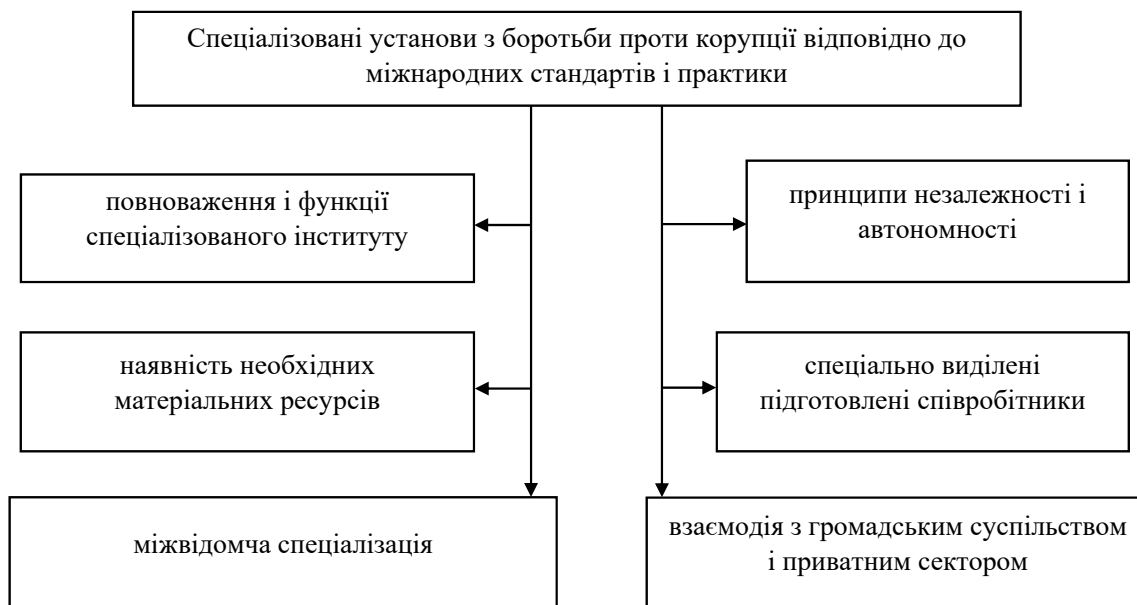 Спеціалізовані установи з боротьби проти корупції відповідно до
міжнародних стандартів і практики
повноваження і функції
спеціалізованого інституту
принципи незалежності і
автономності
наявність необхідних
матеріальних ресурсів
спеціально виділені
підготовлені співробітники
міжвідомча спеціалізація
взаємодія з громадським суспільством
і приватним сектором